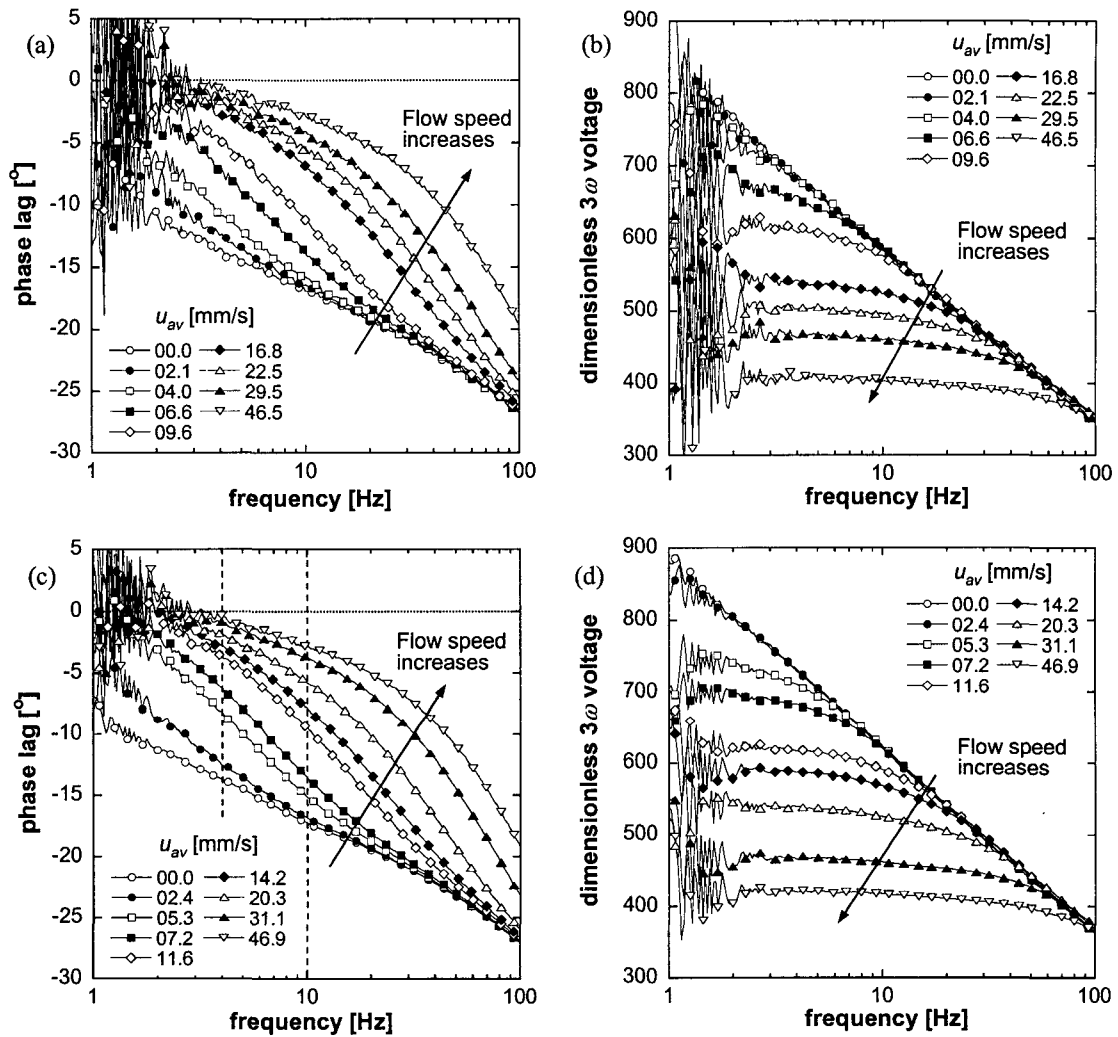 (a)
phase lag [°]
5
0
-5
-10
-15
-20
-25
-30
Flow speed
increases
u_av [mm/s]
00.0 16.8
02.1 22.5
04.0 29.5
06.6 46.5
09.6
1 10 100
frequency [Hz]
(b)
dimensionless 3ω voltage
900
800
700
600
500
400
300
u_av [mm/s]
00.0 16.8
02.1 22.5
04.0 29.5
06.6 46.5
09.6
Flow speed
increases
1 10 100
frequency [Hz]
(c)
phase lag [°]
5
0
-5
-10
-15
-20
-25
-30
Flow speed
increases
u_av [mm/s]
00.0 14.2
02.4 20.3
05.3 31.1
07.2 46.9
11.6
1 10 100
frequency [Hz]
(d)
dimensionless 3ω voltage
900
800
700
600
500
400
300
u_av [mm/s]
00.0 14.2
02.4 20.3
05.3 31.1
07.2 46.9
11.6
Flow speed
increases
1 10 100
frequency [Hz]